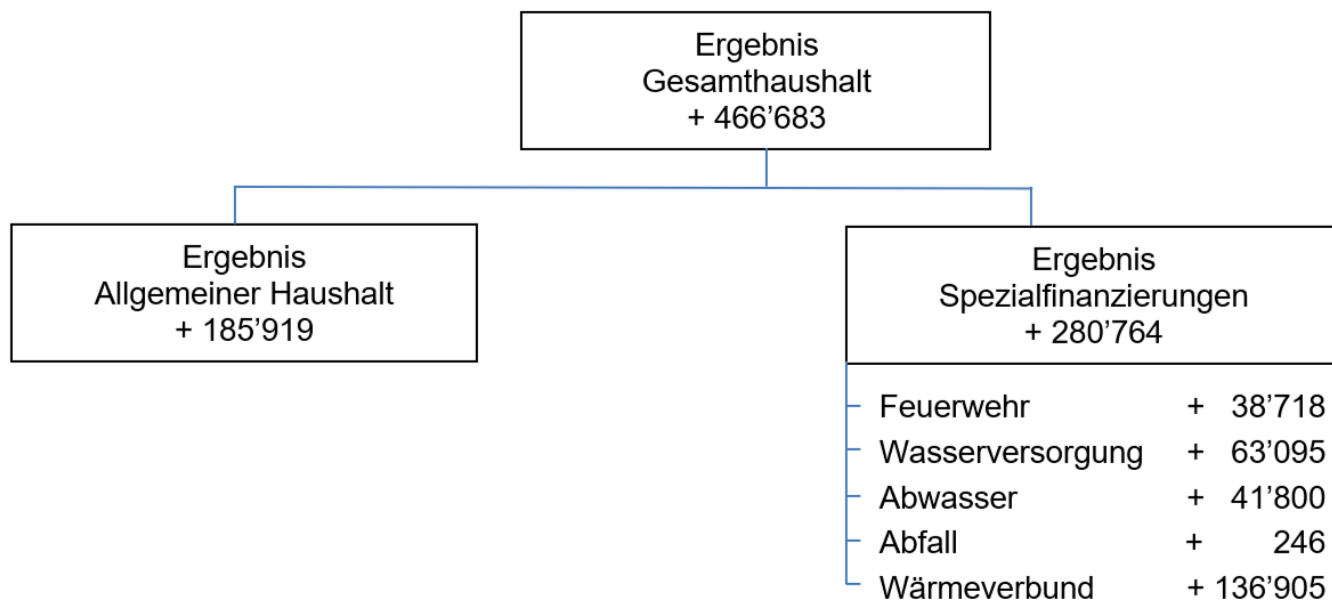 Ergebnis
Gesamthaushalt
+ 466’683
Ergebnis
Allgemeiner Haushalt
+ 185’919
Ergebnis
Spezialfinanzierungen
+ 280’764
Feuerwehr + 38’718
Wasserversorgung + 63’095
Abwasser + 41’800
Abfall + 246
Wärmeverbund + 136’905